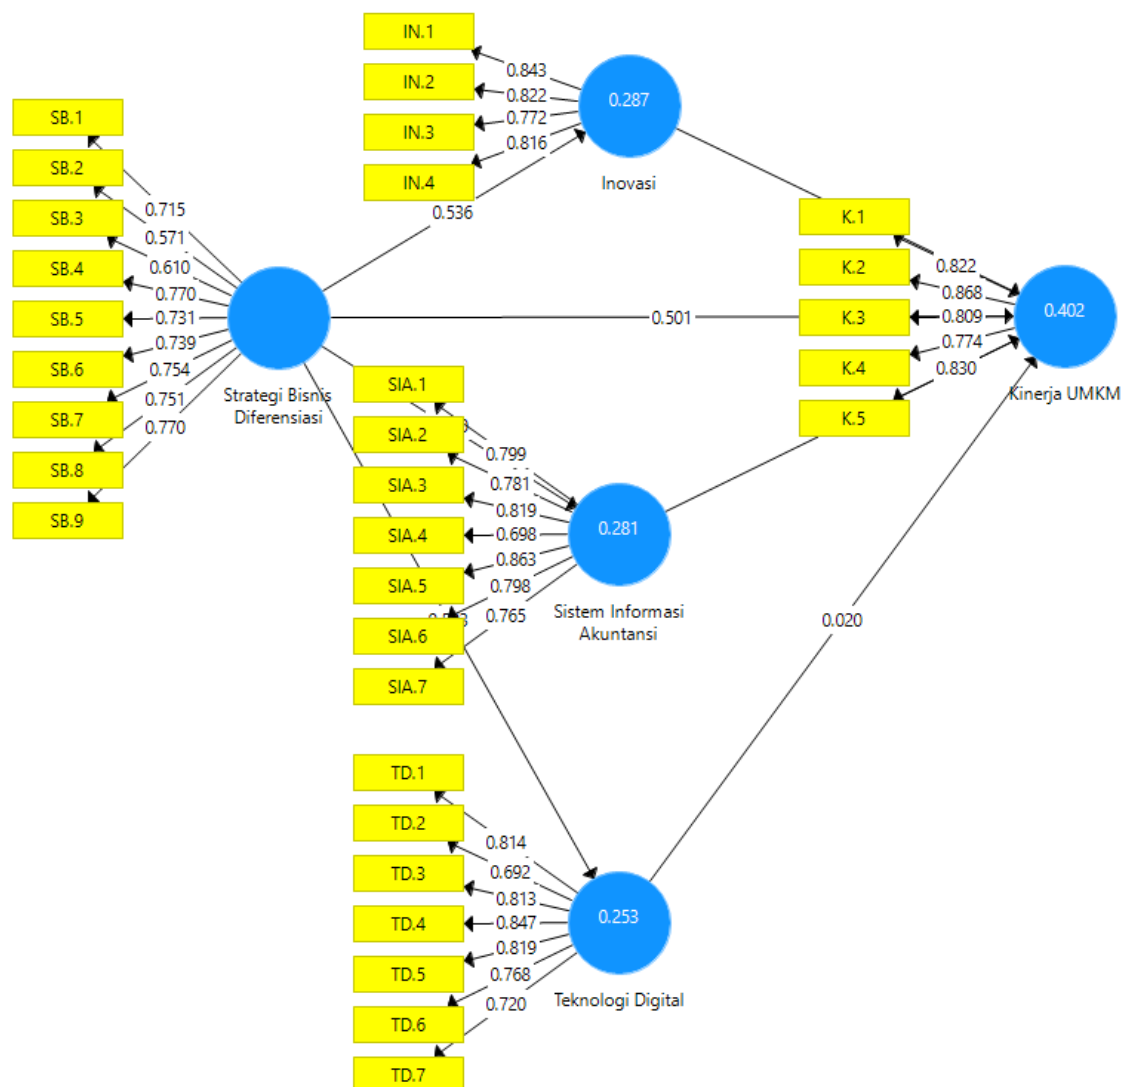 IN.1
IN.2
IN.3
IN.4
0.843
0.822
0.772
0.816
0.287
Inovasi
SB.1
SB.2
SB.3
SB.4
SB.5
SB.6
SB.7
SB.8
SB.9
0.715
0.571
0.610
0.770
0.731
0.739
0.754
0.751
0.770
Strategi Bisnis
Diferensiasi
0.536
0.501
K.1
K.2
K.3
K.4
K.5
0.822
0.868
0.809
0.774
0.830
0.402
Kinerja UMKM
SIA.1
SIA.2
SIA.3
SIA.4
SIA.5
SIA.6
SIA.7
0.799
0.781
0.819
0.698
0.863
0.798
0.765
0.281
Sistem Informasi
Akuntansi
0.020
TD.1
TD.2
TD.3
TD.4
TD.5
TD.6
TD.7
0.814
0.692
0.813
0.847
0.819
0.768
0.720
0.253
Teknologi Digital